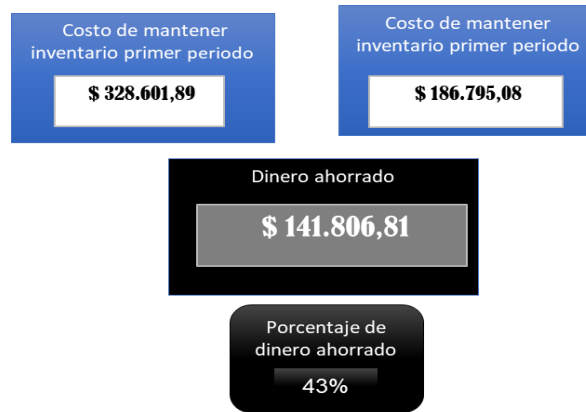 Costo de mantener
inventario primer periodo
$ 328.601,89
Costo de mantener
inventario primer periodo
$ 186.795,08
Dinero ahorrado
$ 141.806,81
Porcentaje de
dinero ahorrado
43%